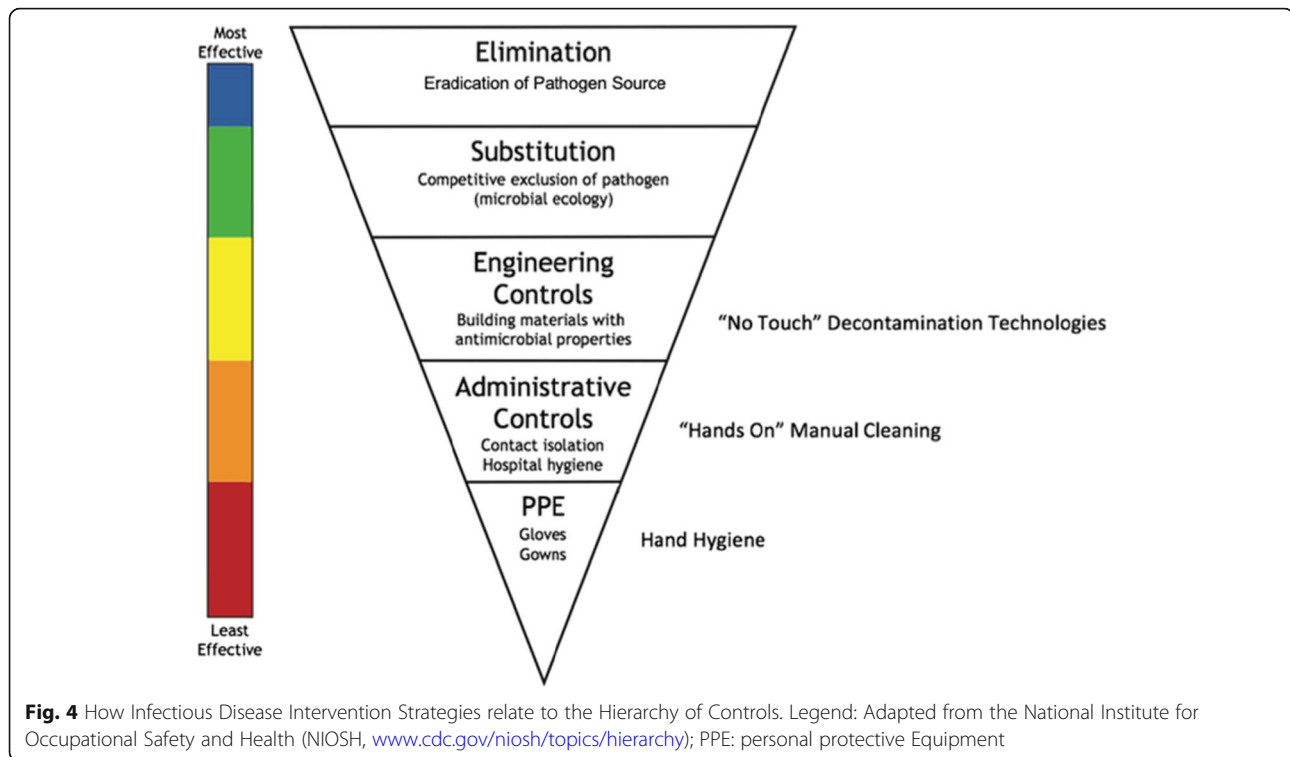 Most
Effective
Elimination
Eradication of Pathogen Source
Substitution
Competitive exclusion of pathogen
(microbial ecology)
Engineering
Controls
Building materials with
antimicrobial properties
"No Touch" Decontamination Technologies
Administrative
Controls
Contact isolation
Hospital hygiene
"Hands On" Manual Cleaning
PPE
Gloves
Gowns
Hand Hygiene
Least
Effective
Fig. 4 How Infectious Disease Intervention Strategies relate to the Hierarchy of Controls. Legend: Adapted from the National Institute for
Occupational Safety and Health (NIOSH, www.cdc.gov/niosh/topics/hierarchy); PPE: personal protective Equipment